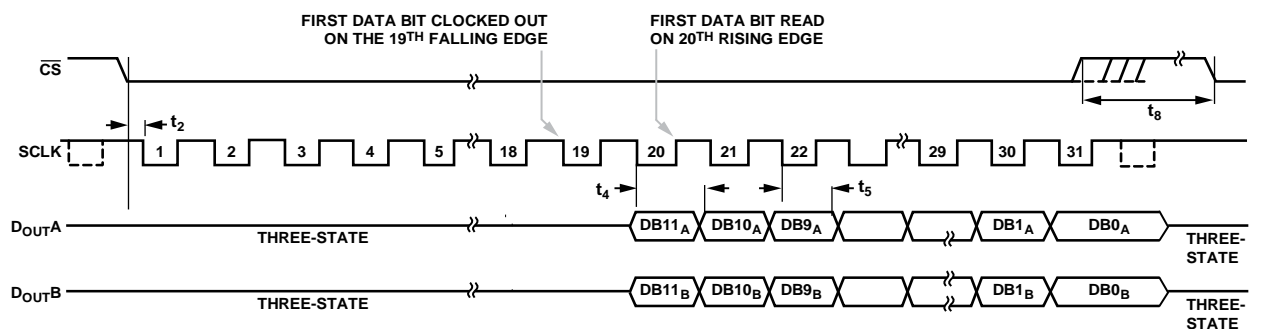 FIRST DATA BIT CLOCKED OUT
ON THE 19TH FALLING EDGE
FIRST DATA BIT READ
ON 20TH RISING EDGE
CS
t8
t2
SCLK 1 2 3 4 5 18 19 20 21 22 29 30 31
t4 t5
DOUTA THREE-STATE DB11A DB10A DB9A DB1A DB0A THREE-
STATE
DOUTB THREE-STATE DB11B DB10B DB9B DB1B DB0B THREE-
STATE